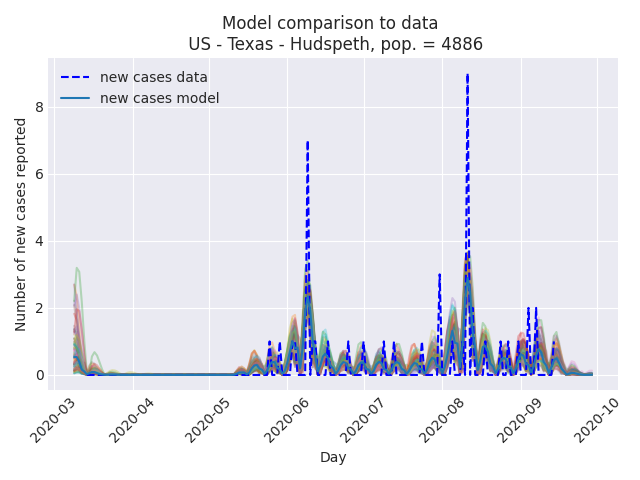 Model comparison to data
US - Texas - Hudspeth, pop. = 4886
new cases data
new cases model
Number of new cases reported
8
6
4
2
0
2020-03
2020-04
2020-05
2020-06
2020-07
2020-08
2020-09
2020-10
Day